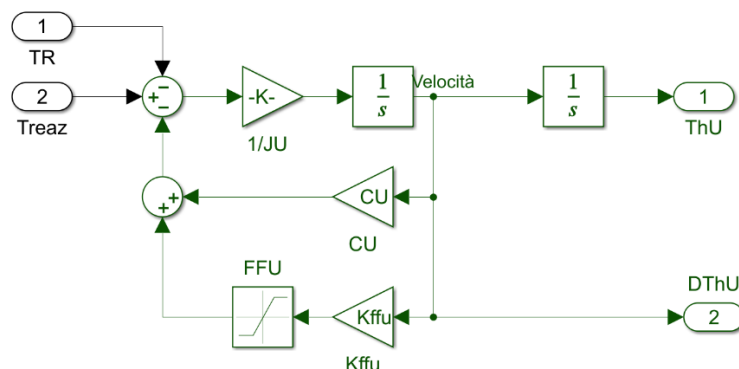 1
TR
2
Treaz
-K-
1/JU
1
s
Velocità
1
s
1
ThU
CU
CU
FFU
Kffu
Kffu
DThU
2